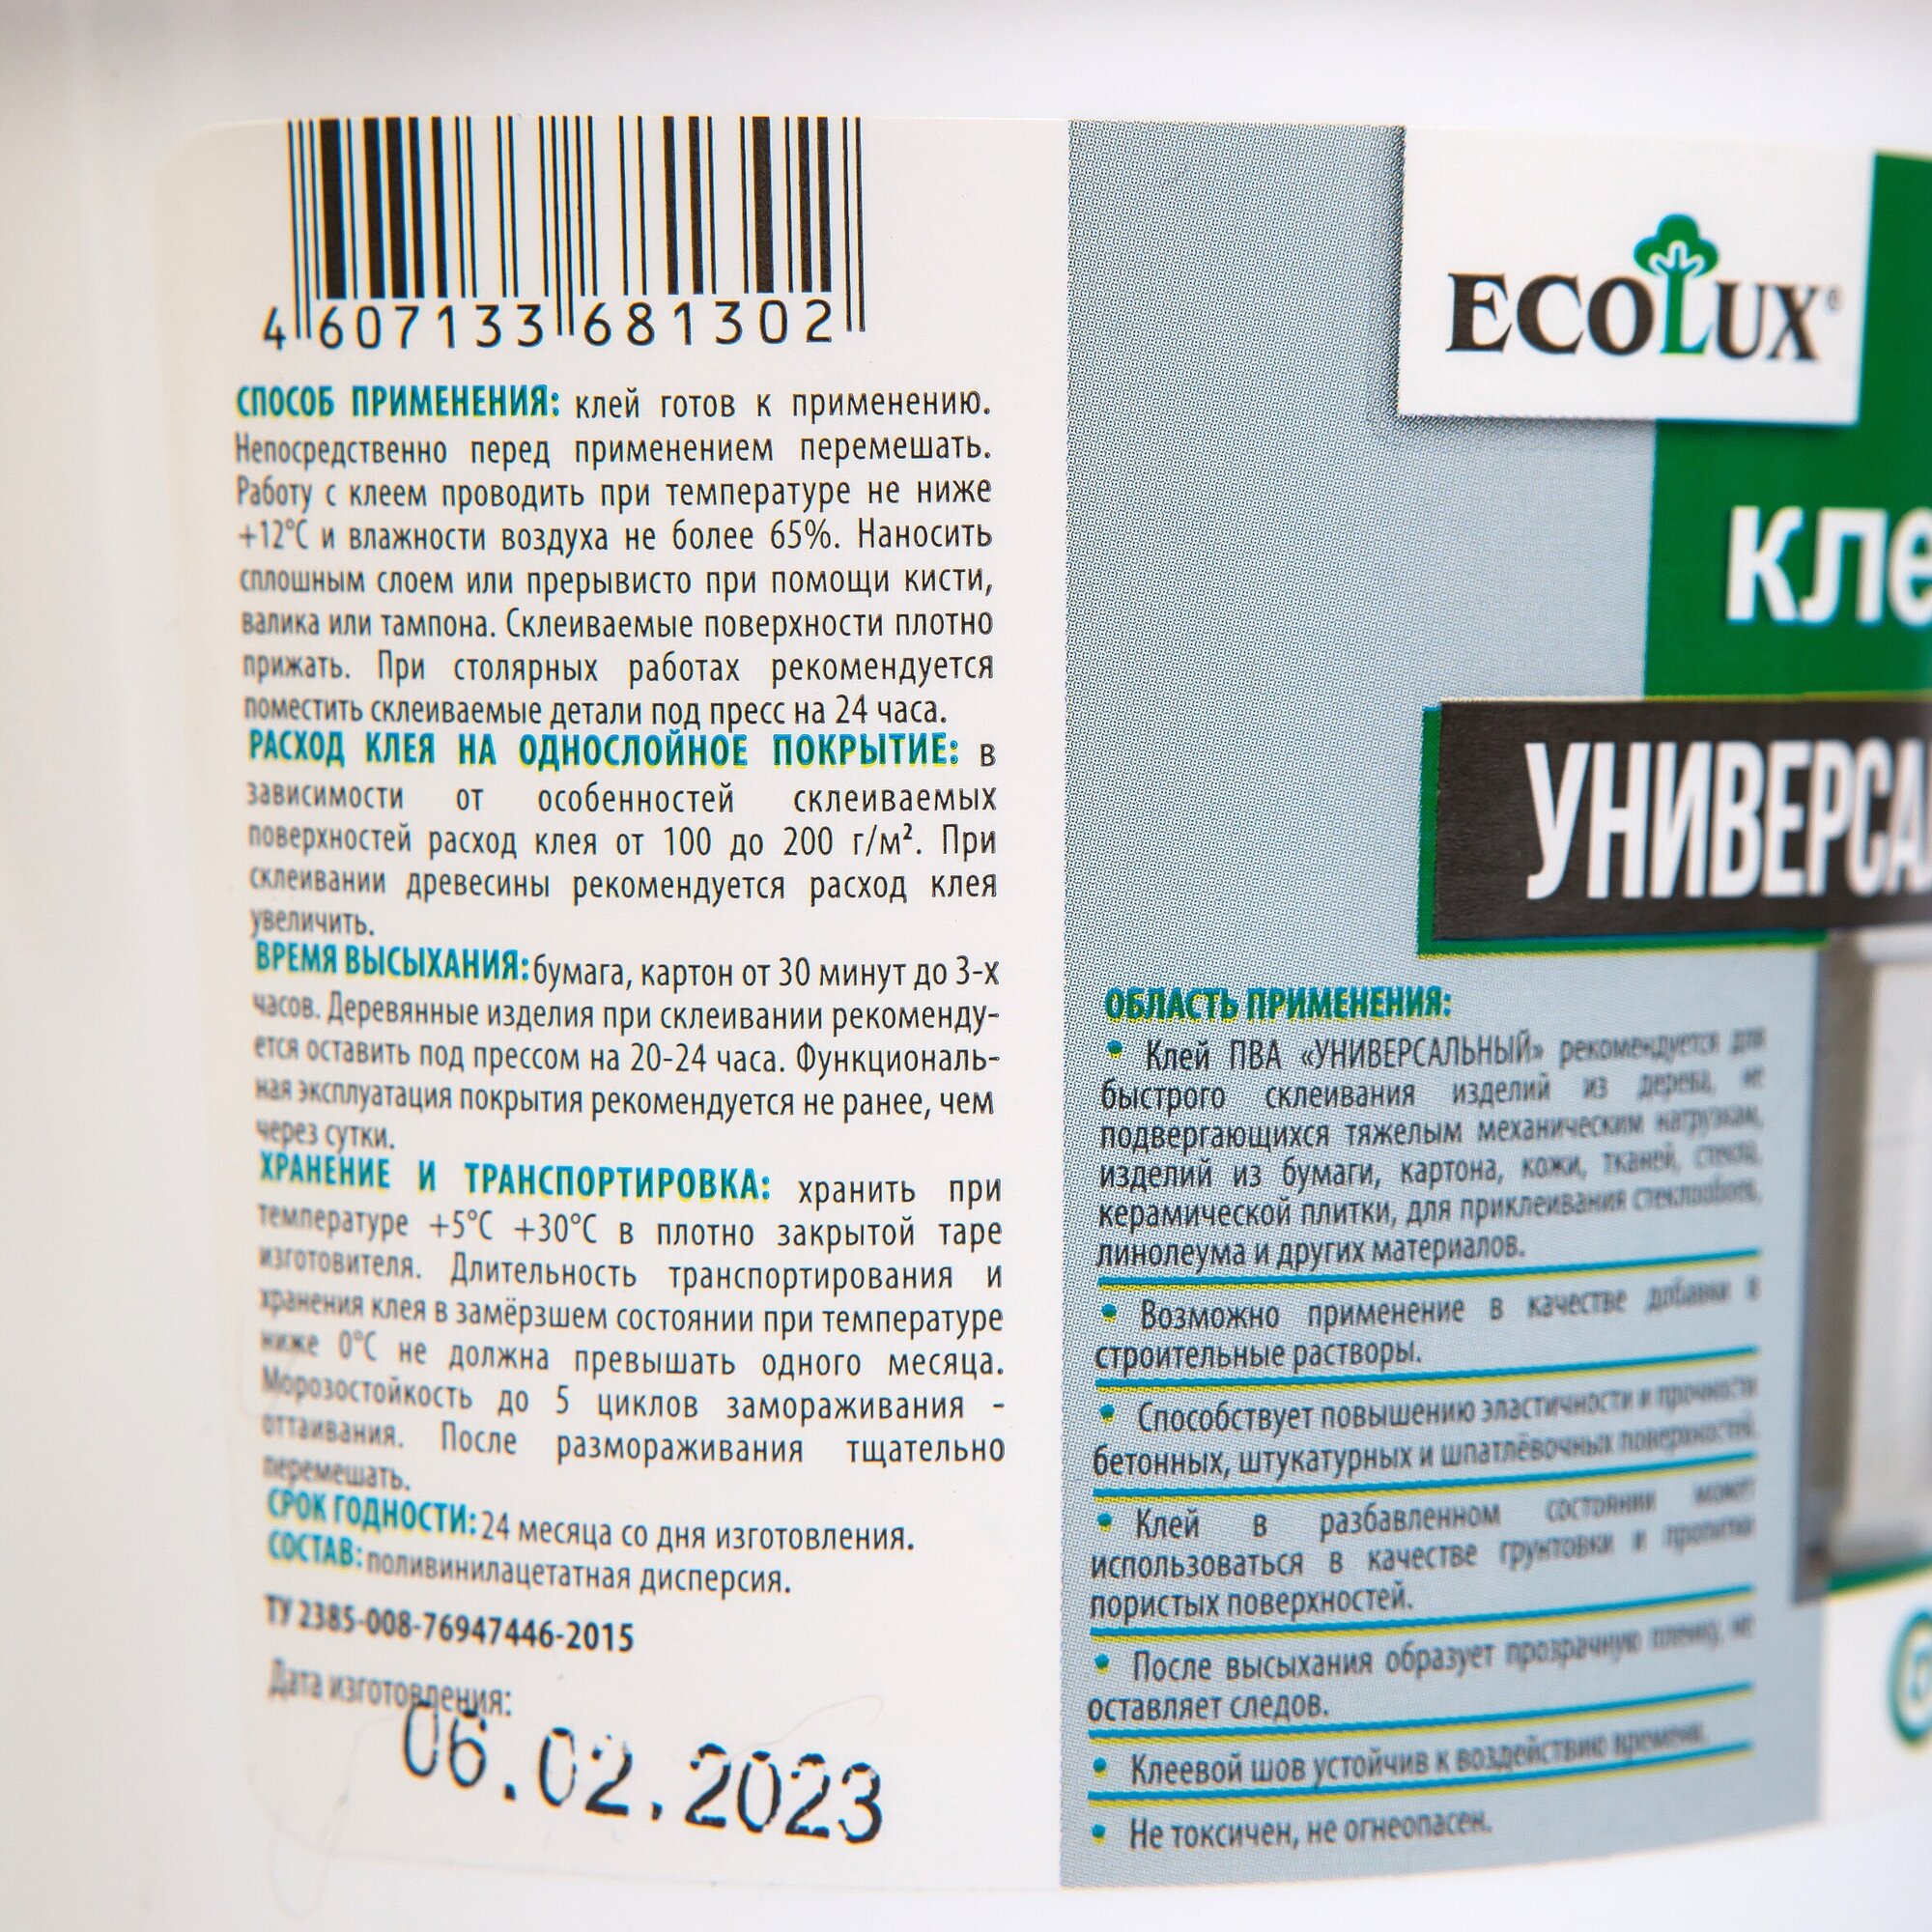 4 607133 681302
СПОСОБ ПРИМЕНЕНИЯ: клей готов к применению.
Непосредственно перед применением перемешать.
Работу с клеем проводить при температуре не ниже
+12°C и влажности воздуха не более 65%. Наносить
сплошным слоем или прерывисто при помощи кисти,
валика или тампона. Склеиваемые поверхности плотно
прижать. При столярных работах рекомендуется
поместить склеиваемые детали под пресс на 24 часа.
РАСХОД КЛЕЯ НА ОДНОСЛОЙНОЕ ПОКРЫТИЕ: в
зависимости от особенностей склеиваемых
поверхностей расход клея от 100 до 200 г/м². При
склеивании древесины рекомендуется расход клея
увеличить.
ВРЕМЯ ВЫСЫХАНИЯ: бумага, картон от 30 минут до 3-х
часов. Деревянные изделия при склеивании рекоменду-
ется оставить под прессом на 20-24 часа. Функциональ-
ная эксплуатация покрытия рекомендуется не ранее, чем
через сутки.
ХРАНЕНИЕ И ТРАНСПОРТИРОВКА: хранить при
температуре +5°C +30°C в плотно закрытой таре
изготовителя. Длительность транспортирования и
хранения клея в замёрзшем состоянии при температуре
ниже 0°C не должна превышать одного месяца.
Морозостойкость до 5 циклов замораживания -
оттаивания. После размораживания тщательно
перемешать.
СРОК ГОДНОСТИ: 24 месяца со дня изготовления.
СОСТАВ: поливинилацетатная дисперсия.
ТУ 2385-008-76947446-2015
Дата изготовления:
06.02.2023
ECOLUX®
кле
УНИВЕРСА
ОБЛАСТЬ ПРИМЕНЕНИЯ:
• Клей ПВА «УНИВЕРСАЛЬНЫЙ» рекомендуется для
быстрого склеивания изделий из дерева, не
подвергающихся тяжелым механическим нагрузкам,
изделий из бумаги, картона, кожи, тканей, стекла,
керамической плитки, для приклеивания стеклообоев,
линолеума и других материалов.
• Возможно применение в качестве добавки в
строительные растворы.
• Способствует повышению эластичности и прочности
бетонных, штукатурных и шпатлёвочных поверхностей.
• Клей в разбавленном состоянии может
использоваться в качестве грунтовки и пропитки
пористых поверхностей.
• После высыхания образует прозрачную пленку, не
оставляет следов.
• Клеевой шов устойчив к воздействию времени.
• Не токсичен, не огнеопасен.